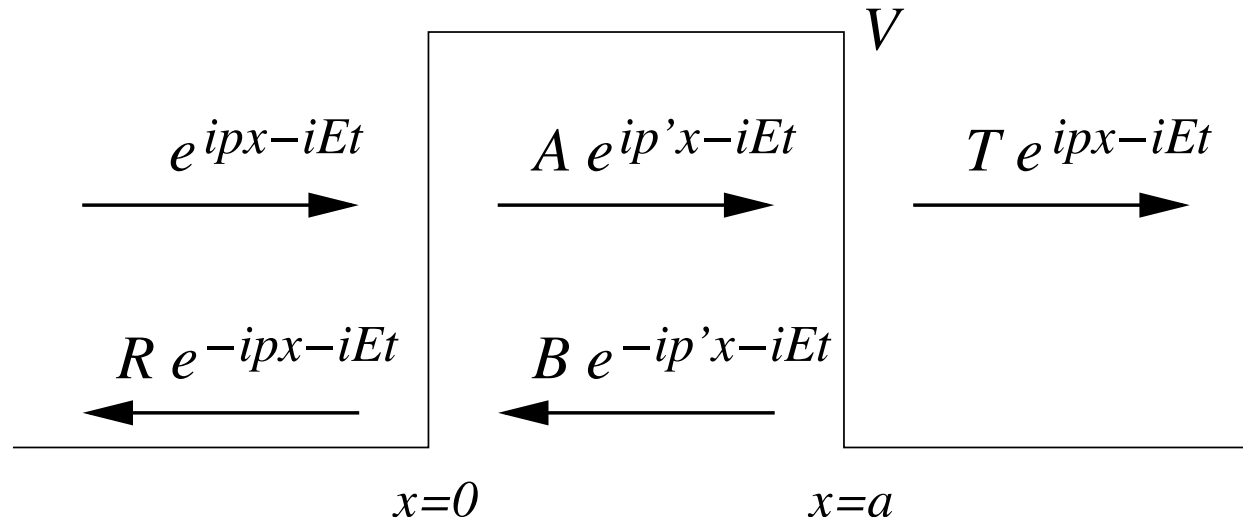 V
e^{ipx–iEt} A e^{ip’x–iEt} T e^{ipx–iEt}
R e^{–ipx–iEt} B e^{–ip’x–iEt}
x=0 x=a